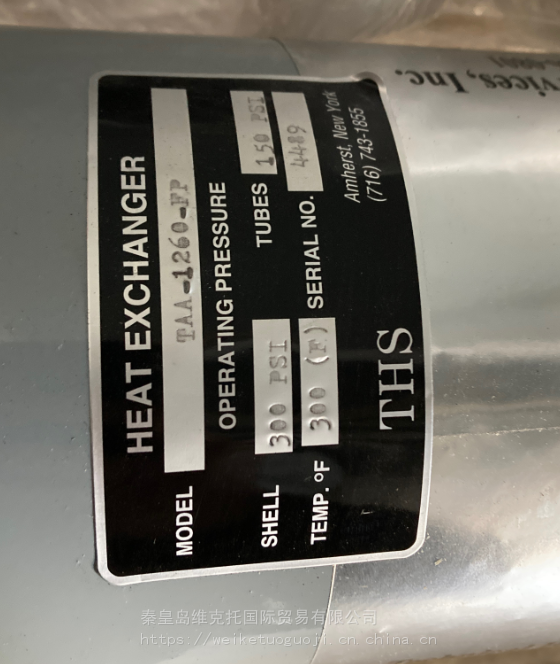 HEAT EXCHANGER
MODEL TAA-1260-FP
OPERATING PRESSURE
SHELL 300 PSI TUBES 150 PSI
TEMP. °F 300 (F) SERIAL NO. 4489
THS Amherst, New York
(716) 743-1855
Inc.
秦皇岛维克托国际贸易有限公司
https://weiketuoguoji.cn.china.cn